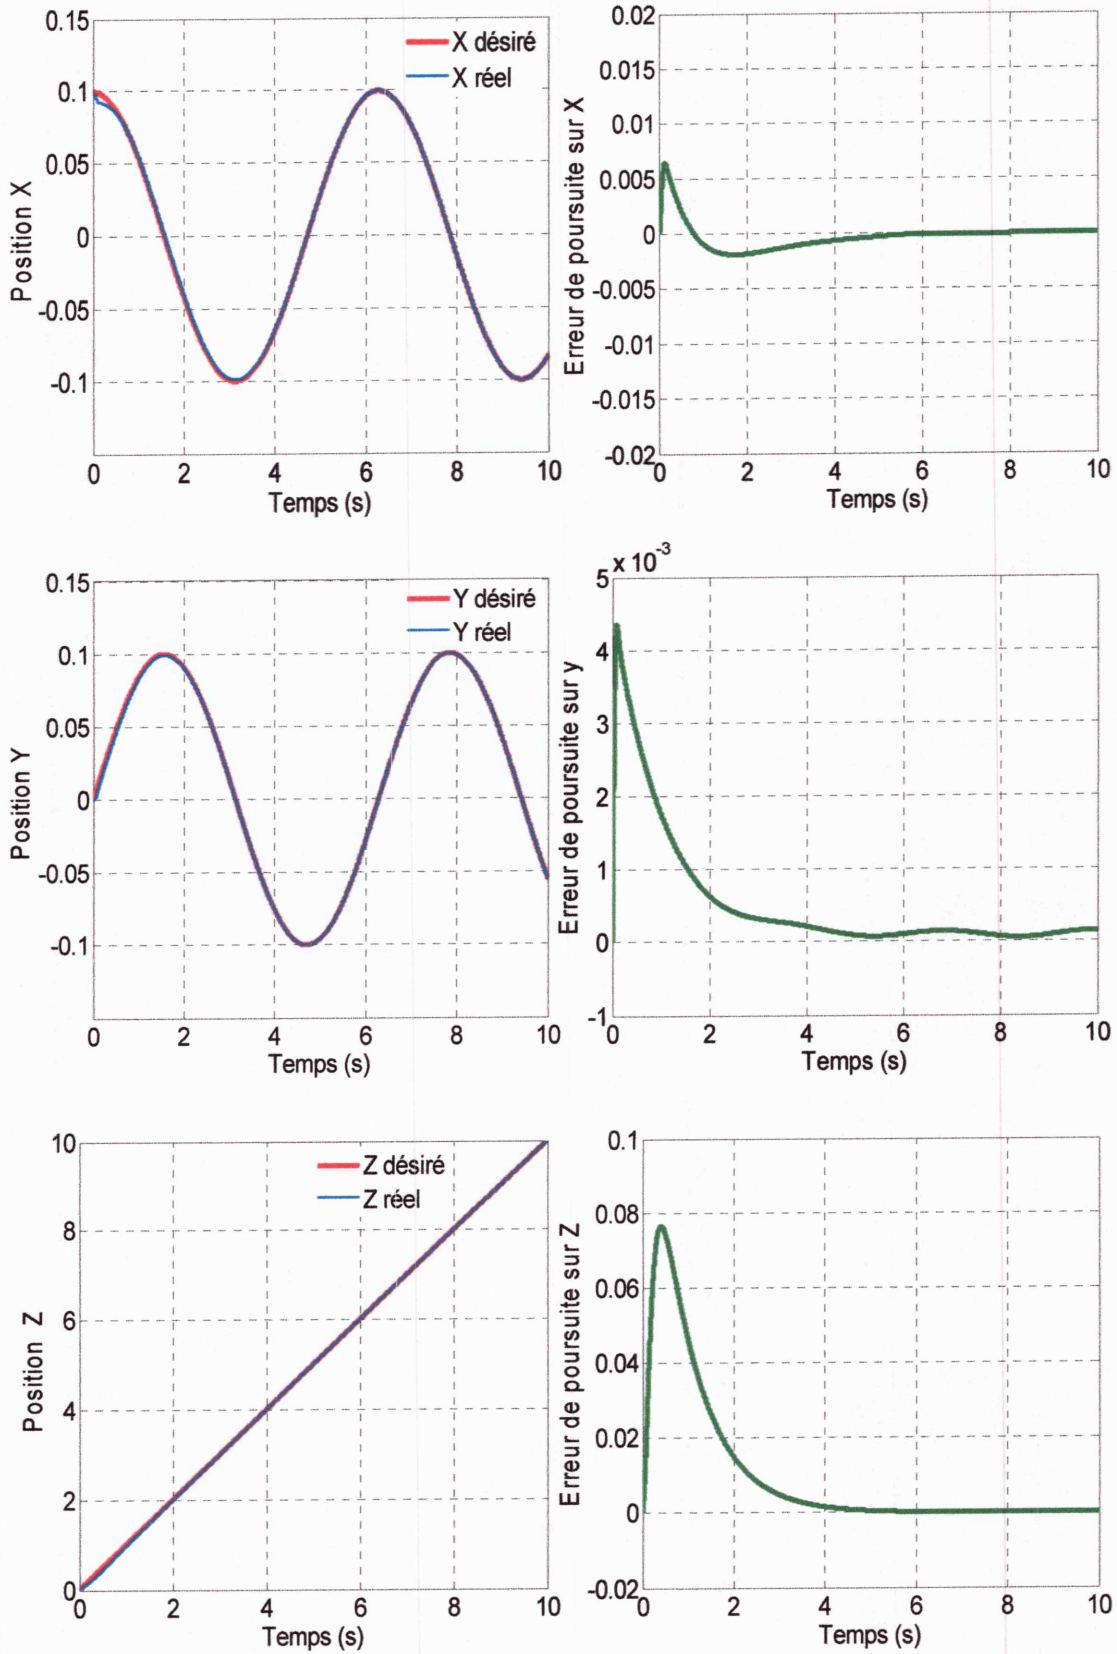 0.15
0.1
0.05
0
-0.05
-0.1
Position X
X désiré
X réel
0 2 4 6 8 10
Temps (s)
0.02
0.015
0.01
0.005
0
-0.005
-0.01
-0.015
-0.02
Erreur de poursuite sur X
0 2 4 6 8 10
Temps (s)
0.15
0.1
0.05
0
-0.05
-0.1
Position Y
Y désiré
Y réel
0 2 4 6 8 10
Temps (s)
x 10-3
5
4
3
2
1
0
-1
Erreur de poursuite sur y
0 2 4 6 8 10
Temps (s)
10
8
6
4
2
0
Position Z
Z désiré
Z réel
0 2 4 6 8 10
Temps (s)
0.1
0.08
0.06
0.04
0.02
0
-0.02
Erreur de poursuite sur Z
0 2 4 6 8 10
Temps (s)